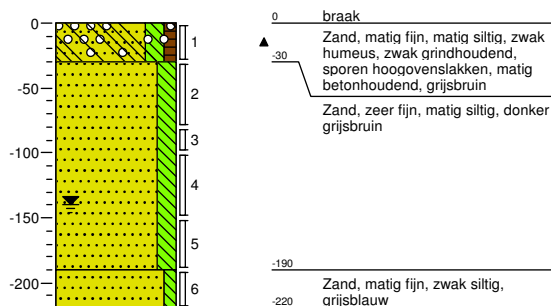 0
-50
-100
-150
-200
1
2
3
4
5
6
0 braak
Zand, matig fijn, matig siltig, zwak
humeus, zwak grindhoudend,
sporen hoogovenslakken, matig
betonhoudend, grijsbruin
-30
Zand, zeer fijn, matig siltig, donker
grijsbruin
-190
Zand, matig fijn, zwak siltig,
grijsblauw
-220